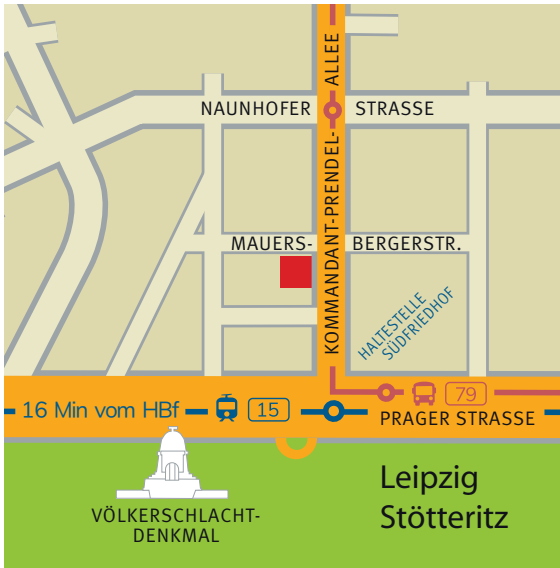 KOMMANDANT-PRENDEL-ALLEE
NAUNHOFER STRASSE
MAUERS-BERGERSTR.
HALTESTELLE
SÜDFRIEDHOF
16 Min vom HBf 15
79
PRAGER STRASSE
VÖLKERSCHLACHT-
DENKMAL
Leipzig
Stötteritz